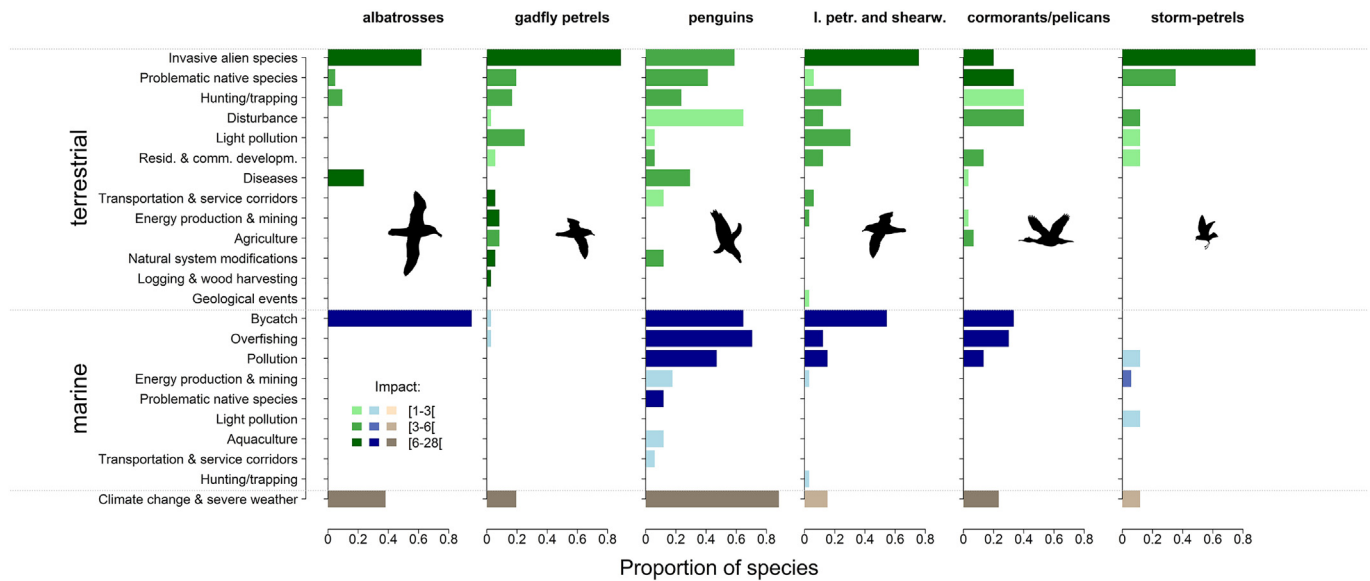 albatrosses gadfly petrels penguins l. petr. and shearw. cormorants/pelicans storm-petrels
terrestrial
Invasive alien species
Problematic native species
Hunting/trapping
Disturbance
Light pollution
Resid. & comm. developm.
Diseases
Transportation & service corridors
Energy production & mining
Agriculture
Natural system modifications
Logging & wood harvesting
Geological events
marine
Bycatch
Overfishing
Pollution
Energy production & mining
Problematic native species
Light pollution
Aquaculture
Transportation & service corridors
Hunting/trapping
Climate change & severe weather
Impact:
[1-3[
[3-6[
[6-28[
0 0.2 0.4 0.6 0.8 0 0.2 0.4 0.6 0.8 0 0.2 0.4 0.6 0.8 0 0.2 0.4 0.6 0.8 0 0.2 0.4 0.6 0.8 0 0.2 0.4 0.6 0.8
Proportion of species